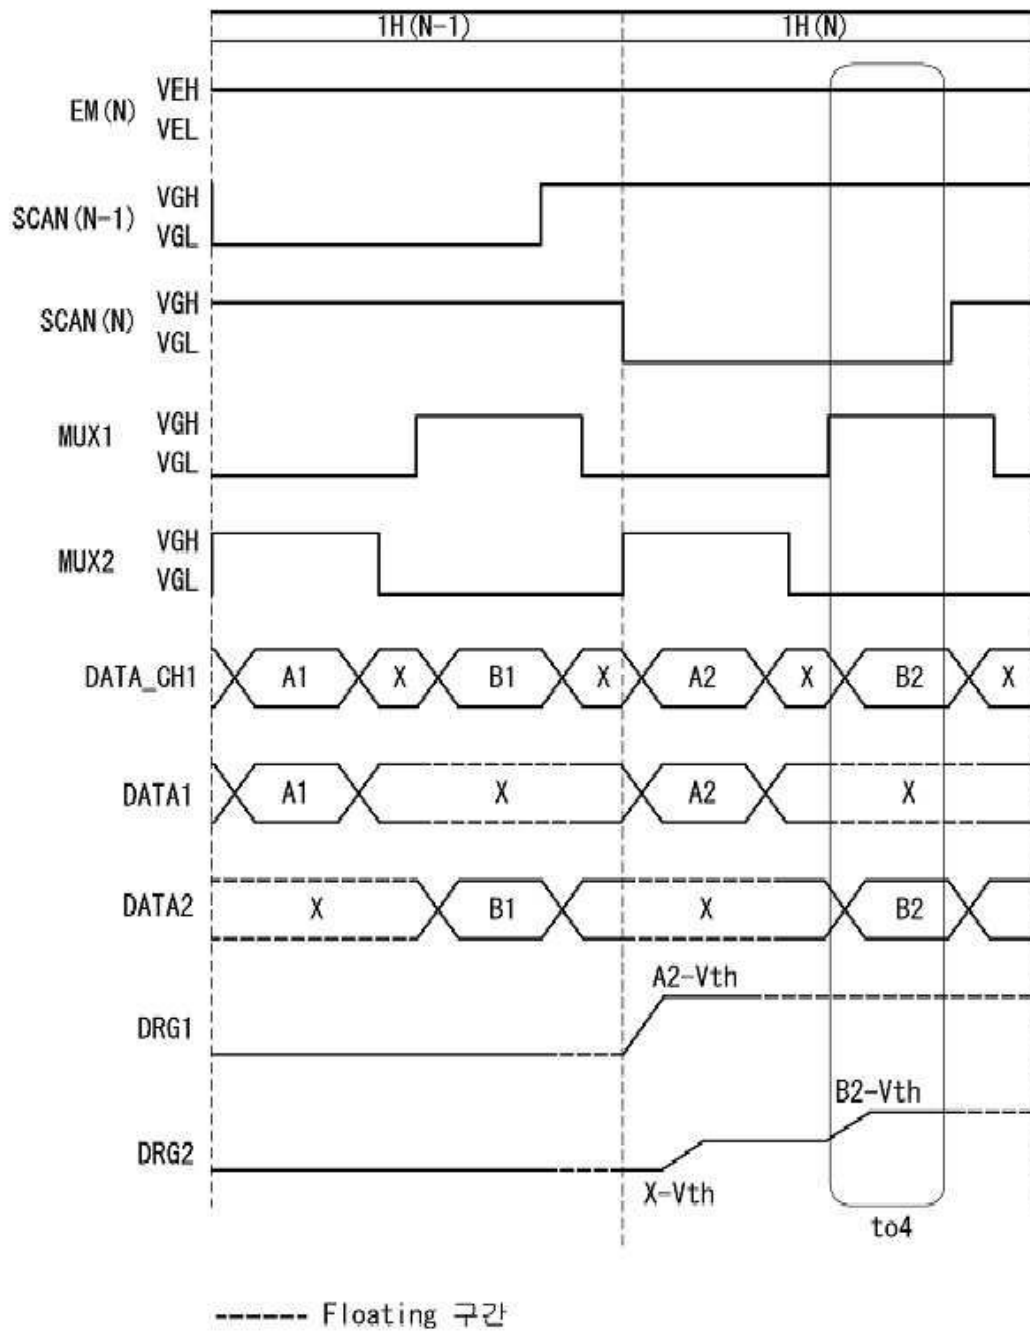 1H(N-1) 1H(N)
EM(N) VEH
VEL
SCAN(N-1) VGH
VGL
SCAN(N) VGH
VGL
MUX1 VGH
VGL
MUX2 VGH
VGL
DATA_CH1 A1 X B1 X A2 X B2 X
DATA1 A1 X A2 X
DATA2 X B1 X B2
A2-Vth
DRG1
B2-Vth
DRG2
X-Vth
to4
Floating 구간